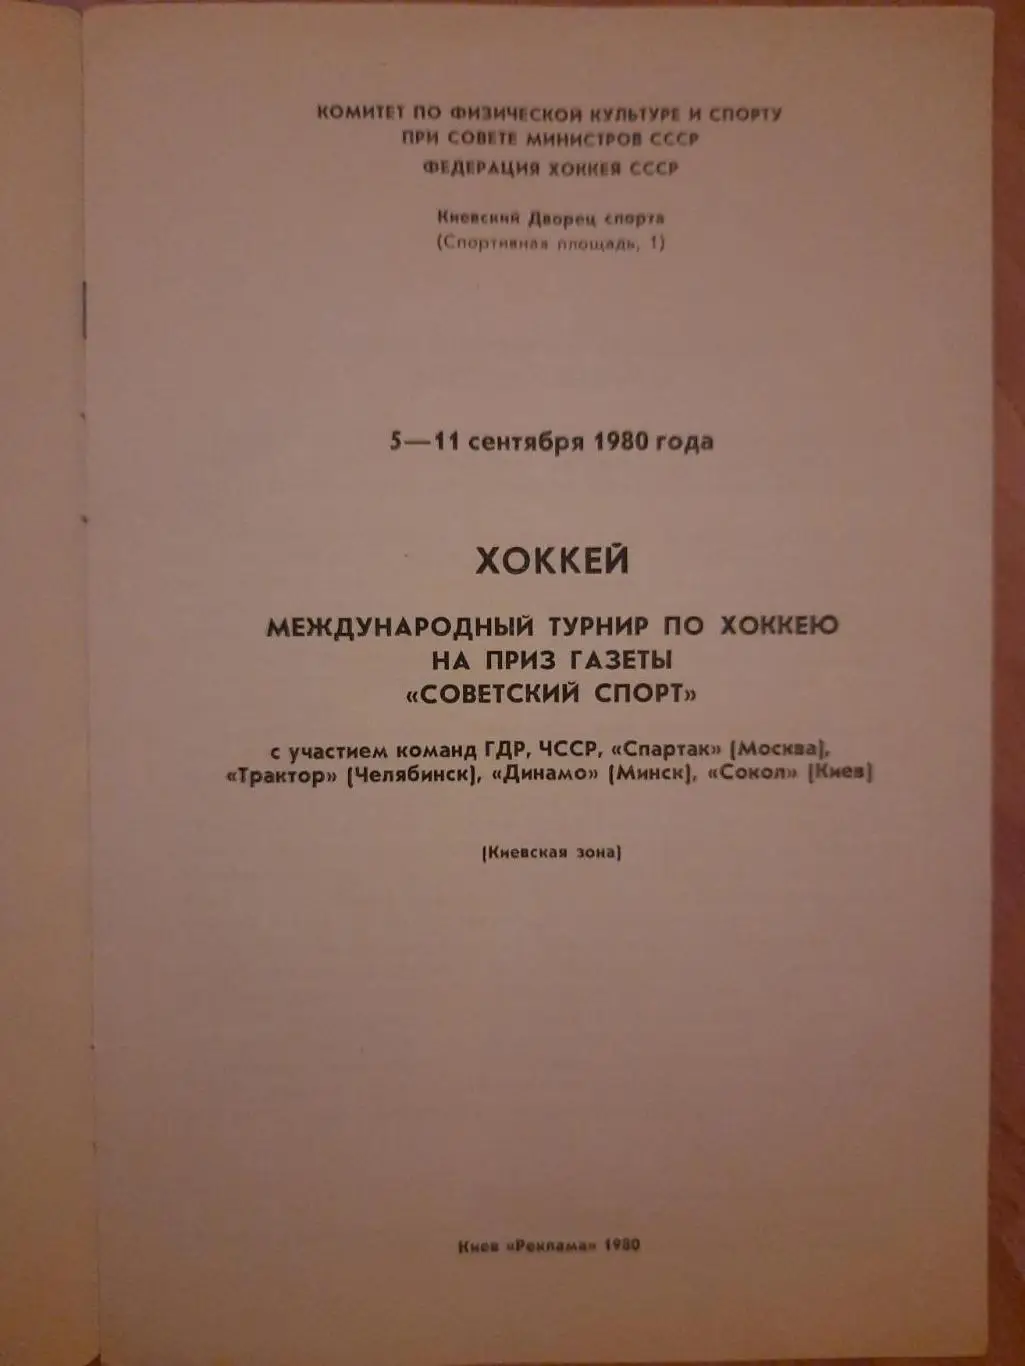 КОМИТЕТ ПО ФИЗИЧЕСКОЙ КУЛЬТУРЕ И СПОРТУ
ПРИ СОВЕТЕ МИНИСТРОВ СССР
ФЕДЕРАЦИЯ ХОККЕЯ СССР
Киевский Дворец спорта
(Спортивная площадь, 1)
5—11 сентября 1980 года
ХОККЕЙ
МЕЖДУНАРОДНЫЙ ТУРНИР ПО ХОККЕЮ
НА ПРИЗ ГАЗЕТЫ
«СОВЕТСКИЙ СПОРТ»
с участием команд ГДР, ЧССР, «Спартак» (Москва),
«Трактор» (Челябинск), «Динамо» (Минск), «Сокол» (Киев)
(Киевская зона)
Киев «Реклама» 1980